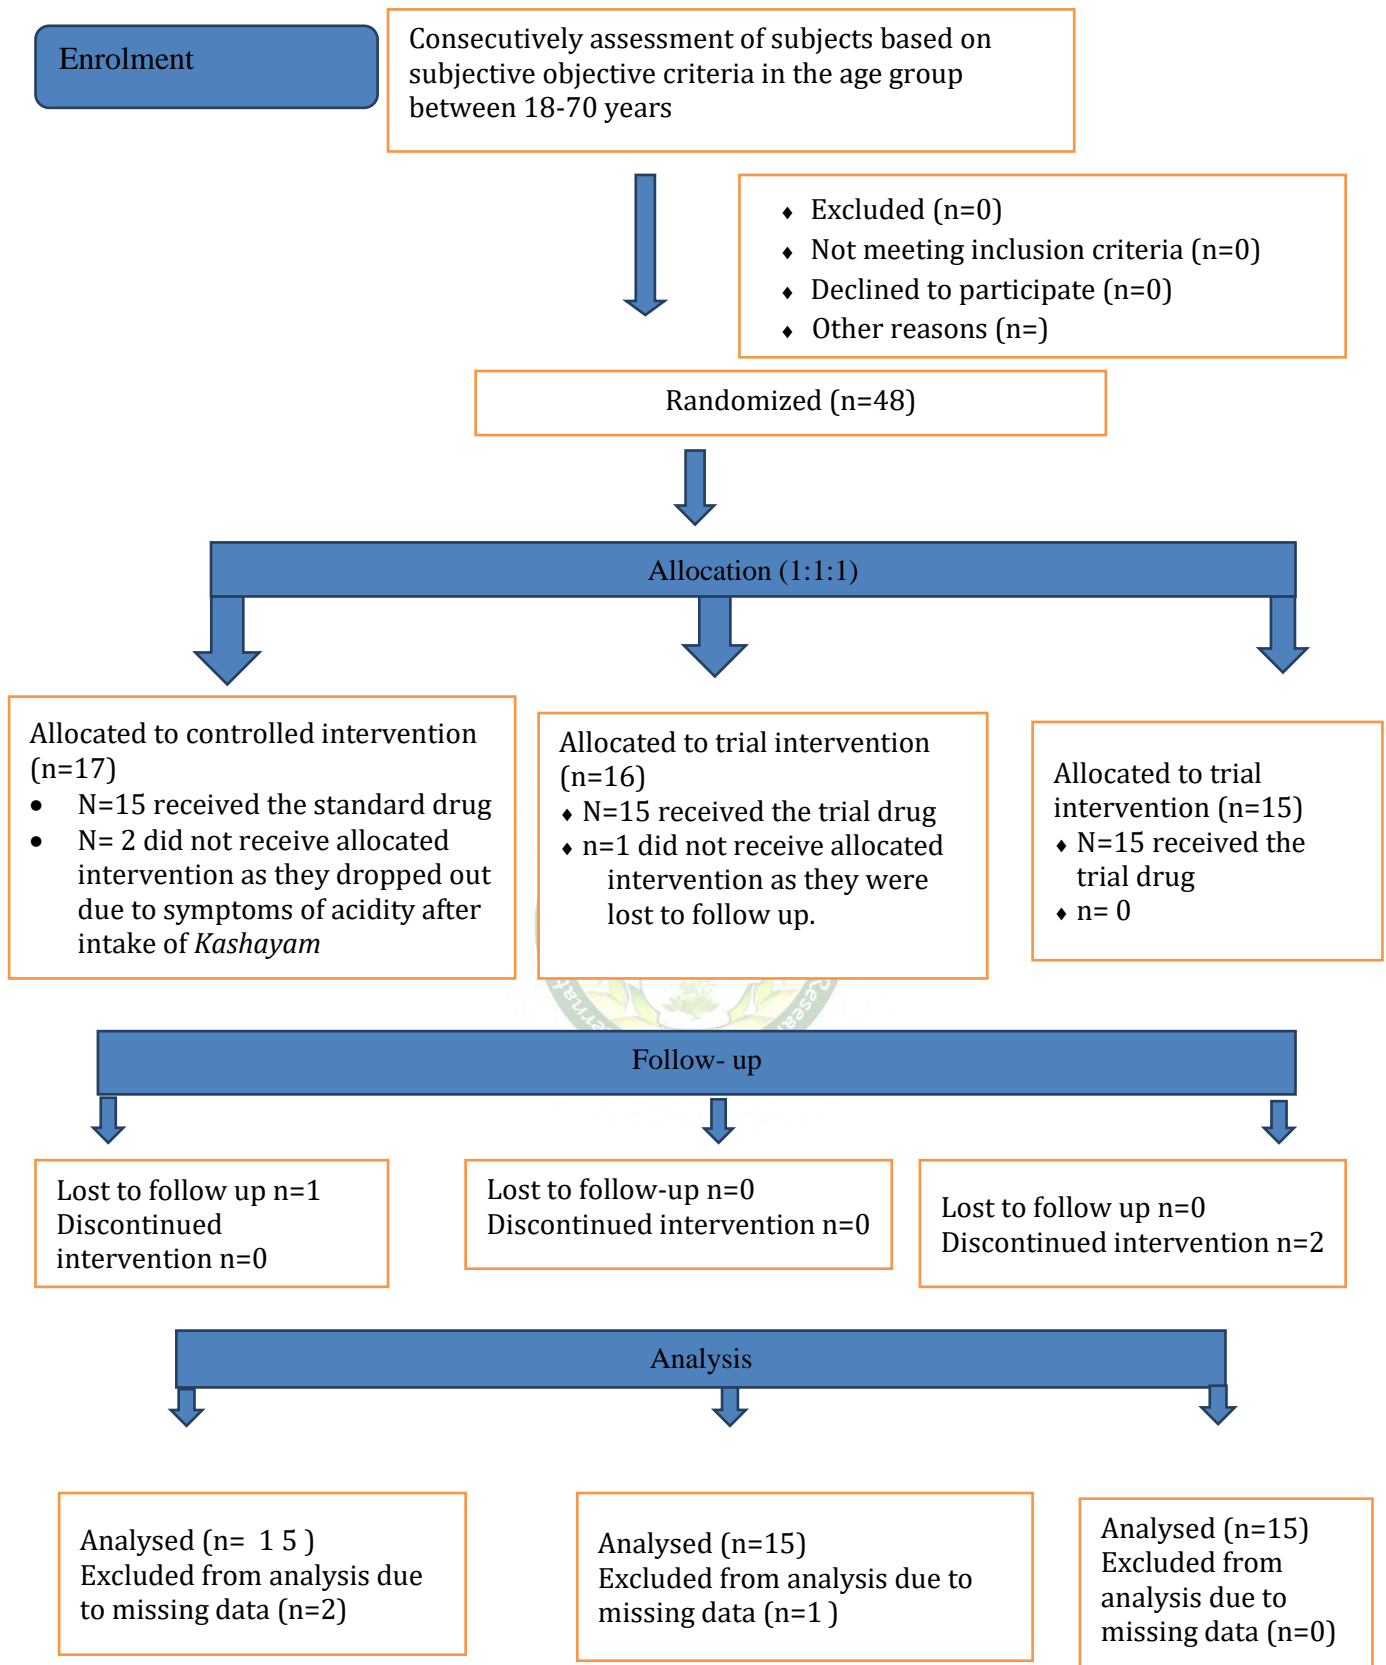 Enrolment
Consecutively assessment of subjects based on
subjective objective criteria in the age group
between 18-70 years
♦ Excluded (n=0)
♦ Not meeting inclusion criteria (n=0)
♦ Declined to participate (n=0)
♦ Other reasons (n=)
Randomized (n=48)
Allocation (1:1:1)
Allocated to controlled intervention
(n=17)
• N=15 received the standard drug
• N= 2 did not receive allocated
intervention as they dropped out
due to symptoms of acidity after
intake of Kashayam
Allocated to trial intervention
(n=16)
♦ N=15 received the trial drug
♦ n=1 did not receive allocated
intervention as they were
lost to follow up.
Allocated to trial
intervention (n=15)
♦ N=15 received the
trial drug
♦ n= 0
Follow- up
Lost to follow up n=1
Discontinued
intervention n=0
Lost to follow-up n=0
Discontinued intervention n=0
Lost to follow up n=0
Discontinued intervention n=2
Analysis
Analysed (n= 1 5 )
Excluded from analysis due
to missing data (n=2)
Analysed (n=15)
Excluded from analysis due to
missing data (n=1 )
Analysed (n=15)
Excluded from
analysis due to
missing data (n=0)